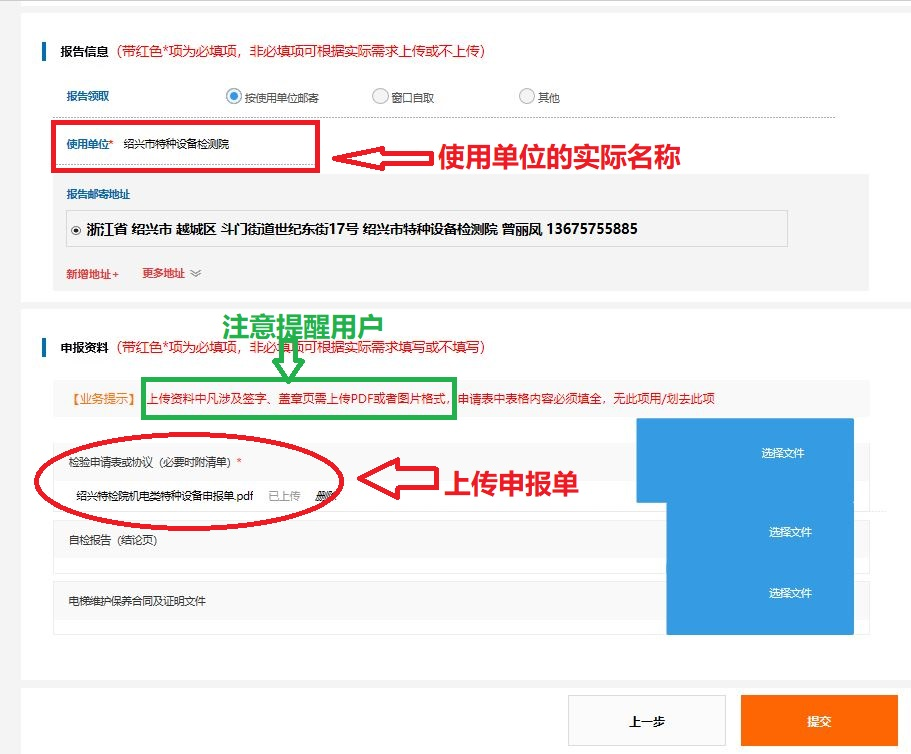 报告信息（带红色*项为必填项，非必填项可根据实际需求上传或不上传）
报告领取 按使用单位邮寄 窗口自取 其他
使用单位* 绍兴市特种设备检测院
使用单位的实际名称
报告邮寄地址
浙江省 绍兴市 越城区 斗门街道世纪东街17号 绍兴市特种设备检测院 曾丽凤 13675755885
新增地址+ 更多地址
注意提醒用户
申报资料（带红色*项为必填项，非必填项可根据实际需求填写或不填写）
【业务提示】上传资料中凡涉及签字、盖章页需上传PDF或者图片格式，申请表中表格内容必须填全，无此项用/划去此项
检验申请表或协议（必要时附清单）* 选择文件
上传申报单
绍兴特检院机电类特种设备申报单.pdf 已上传 删除
自检报告（结论页） 选择文件
电梯维护保养合同及证明文件 选择文件
上一步 提交